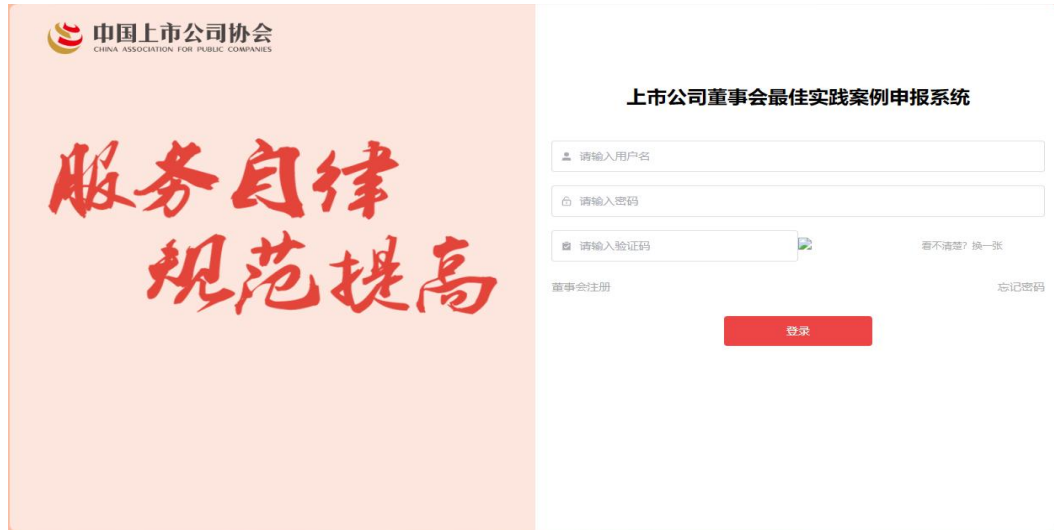 中国上市公司协会
CHINA ASSOCIATION FOR PUBLIC COMPANIES
服务自律
规范提高
上市公司董事会最佳实践案例申报系统
请输入用户名
请输入密码
请输入验证码
看不清楚? 换一张
董事会注册
忘记密码
登录